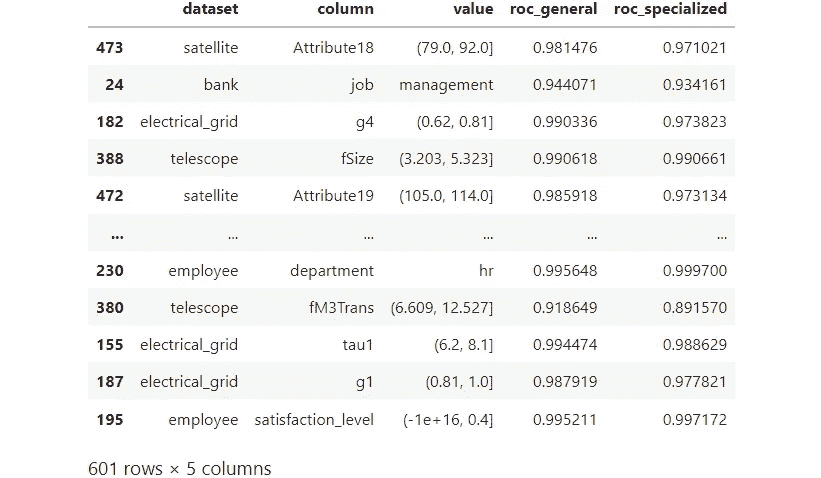 dataset column value roc_general roc_specialized
473 satellite Attribute18 (79.0, 92.0] 0.981476 0.971021
24 bank job management 0.944071 0.934161
182 electrical_grid g4 (0.62, 0.81] 0.990336 0.973823
388 telescope fSize (3.203, 5.323] 0.990618 0.990661
472 satellite Attribute19 (105.0, 114.0] 0.985918 0.973134
... ... ... ... ... ...
230 employee department hr 0.995648 0.999700
380 telescope fM3Trans (6.609, 12.527] 0.918649 0.891570
155 electrical_grid tau1 (6.2, 8.1] 0.994474 0.988629
187 electrical_grid g1 (0.81, 1.0] 0.987919 0.977821
195 employee satisfaction_level (-1e+16, 0.4] 0.995211 0.997172
601 rows × 5 columns